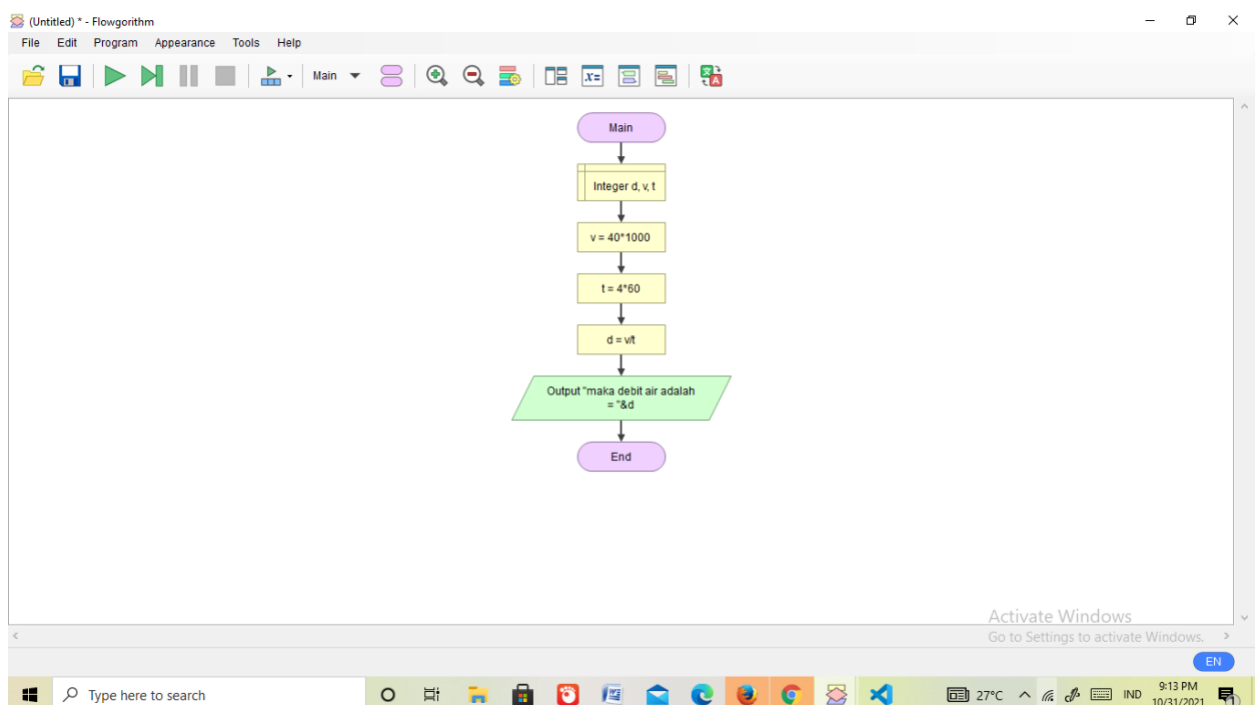 (Untitled) * - Flowgorithm
File Edit Program Appearance Tools Help
Main
Main
Integer d, v, t
v = 40*1000
t = 4*60
d = v/t
Output "maka debit air adalah
= "&d
End
Activate Windows
Go to Settings to activate Windows.
EN
Type here to search
27°C
IND
9:13 PM
10/31/2021